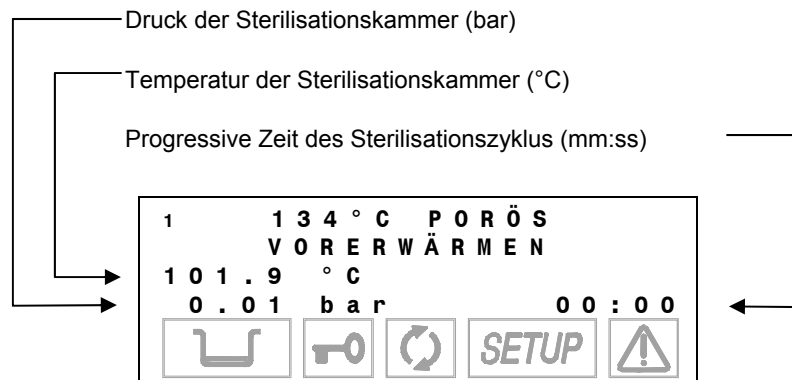 Druck der Sterilisationskammer (bar)
Temperatur der Sterilisationskammer (°C)
Progressive Zeit des Sterilisationszyklus (mm:ss)
1 134°C PORÖS
VORERWÄRMEN
101.9 °C
0.01 bar 00:00
SETUP